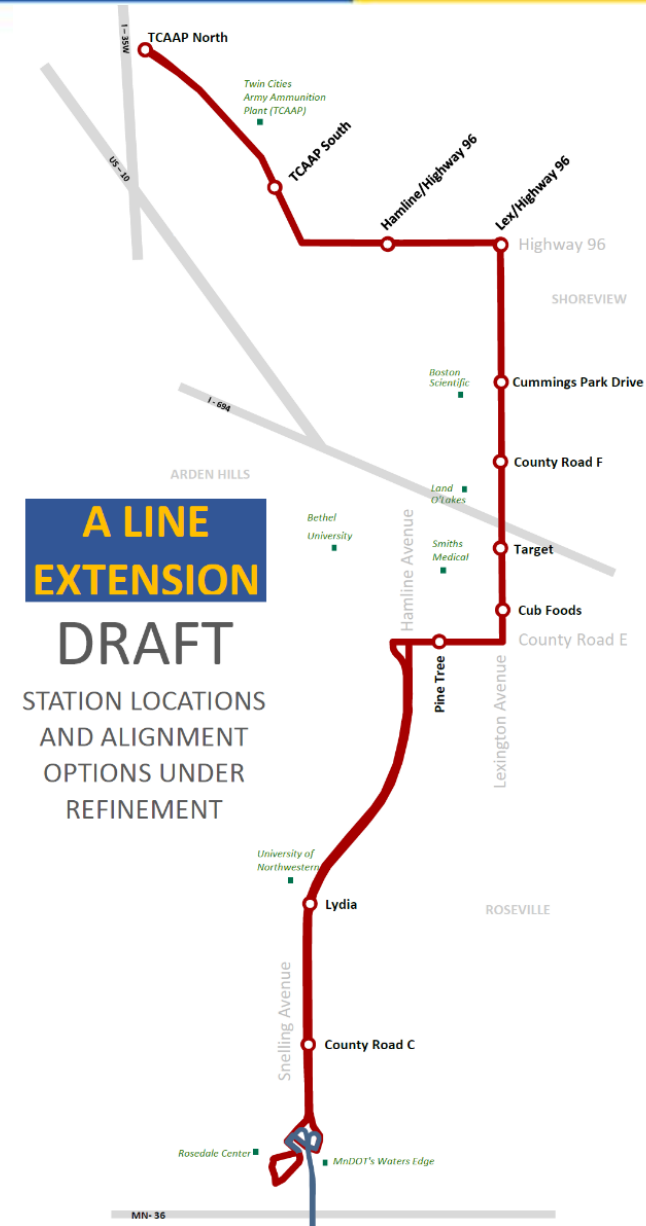 TCAAP North
I - 35W
Twin Cities
Army Ammunition
Plant (TCAAP)
US - 10
TCAAP South
Hamline/Highway 96
Lex/Highway 96
Highway 96
SHOREVIEW
Boston
Scientific
Cummings Park Drive
I - 694
County Road F
ARDEN HILLS
Land
O'Lakes
A LINE
EXTENSION
Bethel
University
Hamline Avenue
Smiths
Medical
Target
Cub Foods
County Road E
DRAFT
Pine Tree
Lexington Avenue
STATION LOCATIONS
AND ALIGNMENT
OPTIONS UNDER
REFINEMENT
University of
Northwestern
Lydia
ROSEVILLE
Snelling Avenue
County Road C
B
Rosedale Center
MnDOT's Waters Edge
MN- 36